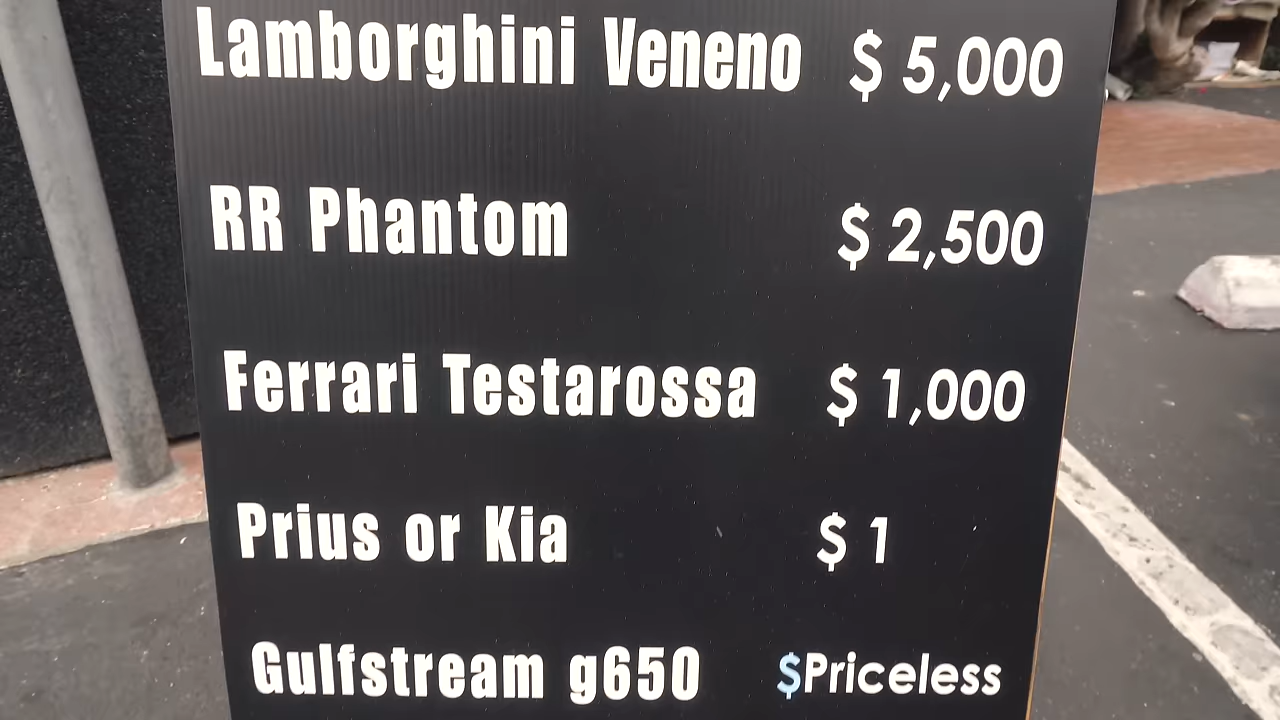 Lamborghini Veneno $ 5,000
RR Phantom $ 2,500
Ferrari Testarossa $ 1,000
Prius or Kia $ 1
Gulfstream g650 $Priceless